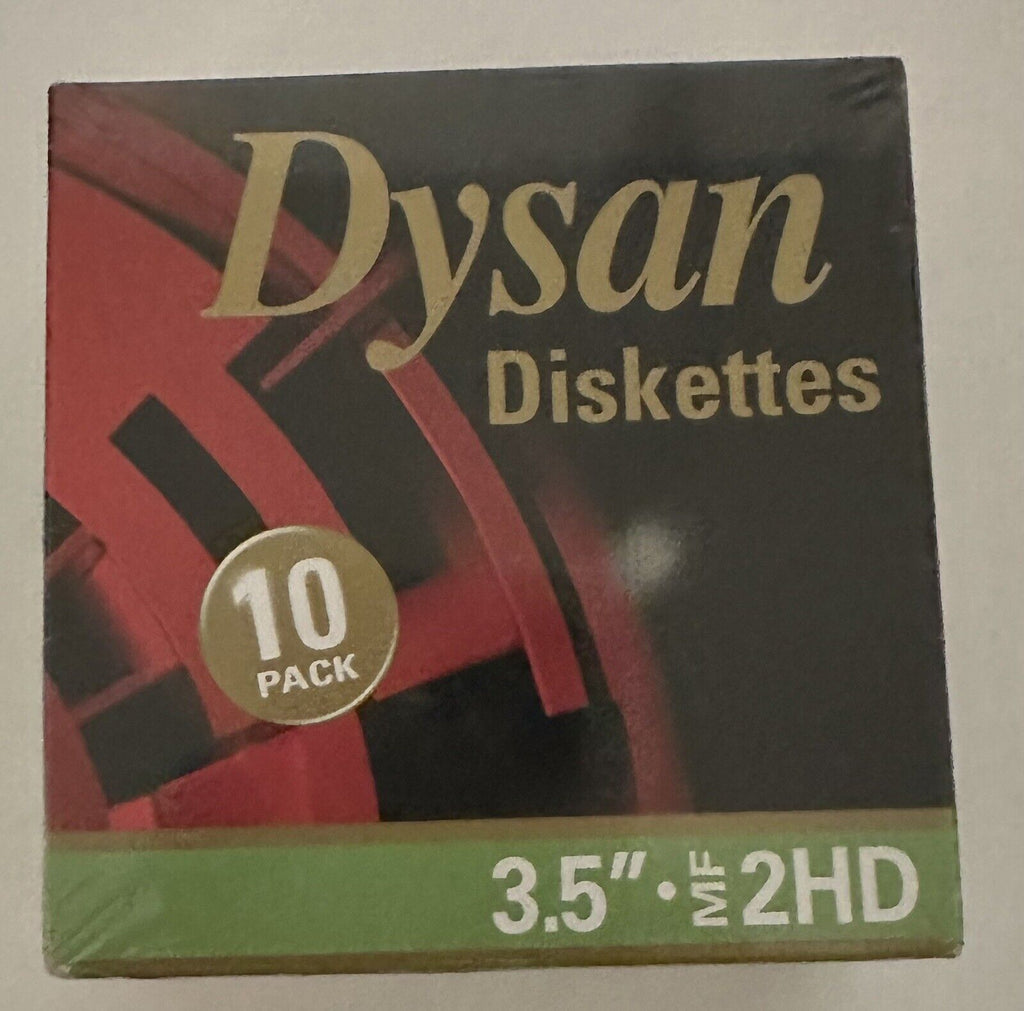 Dysan
Diskettes
10
PACK
3.5" • MF 2HD